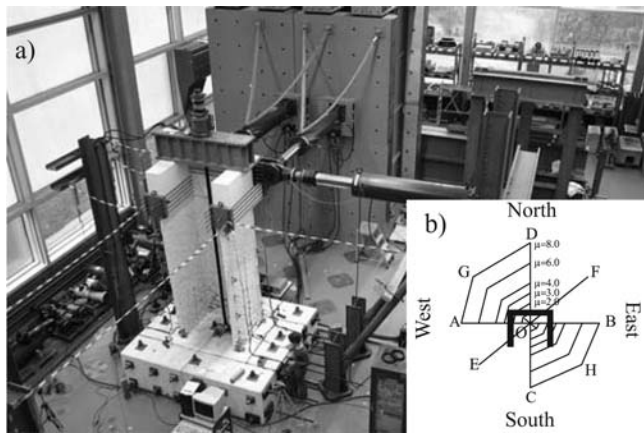 a)
b)
North
D
μ=8.0
G
μ=6.0
F
μ=4.0
μ=3.0
μ=2.0
West
A
B
East
O
E
H
C
South